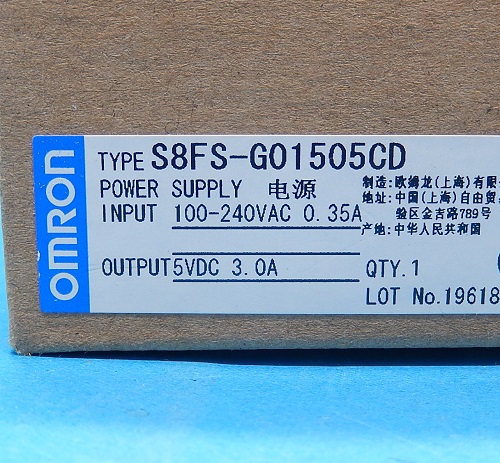 OMRON
TYPE S8FS-G01505CD
POWER SUPPLY 电源
INPUT 100-240VAC 0.35A
OUTPUT 5VDC 3.0A
制造: 欧姆龙(上海)有限
地址: 中国(上海)自由贸
验区金吉路789号
产地: 中华人民共和国
QTY.1
LOT No.19618